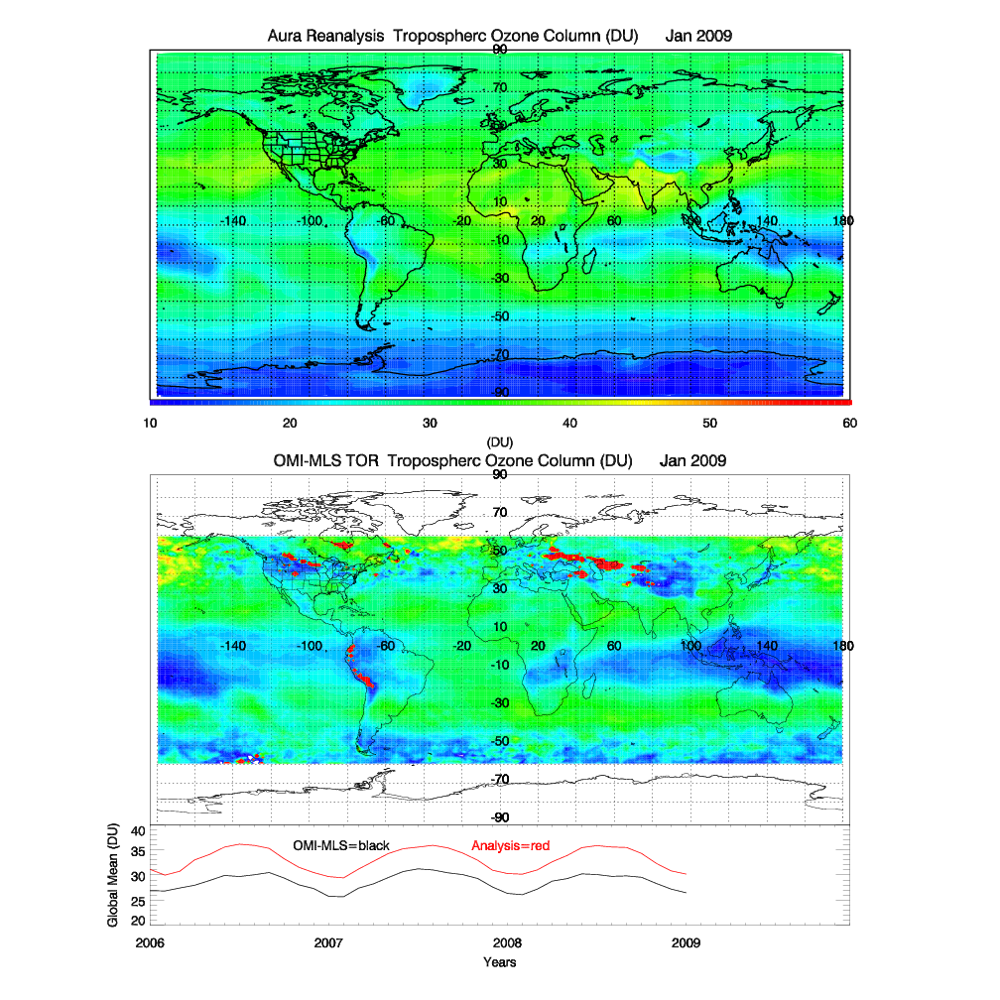 Aura Reanalysis Tropospherc Ozone Column (DU) Jan 2009
90
70
50
30
10
-140 -100 -60 -20 20 60 100 140 180
-10
-30
-50
-70
-90
10 20 30 40 50 60
(DU)
OMI-MLS TOR Tropospherc Ozone Column (DU) Jan 2009
90
70
50
30
10
-140 -100 -60 -20 20 60 100 140 180
-10
-30
-50
-70
-90
Global Mean (DU)
40
35
30
25
20
OMI-MLS=black Analysis=red
2006 2007 2008 2009
Years